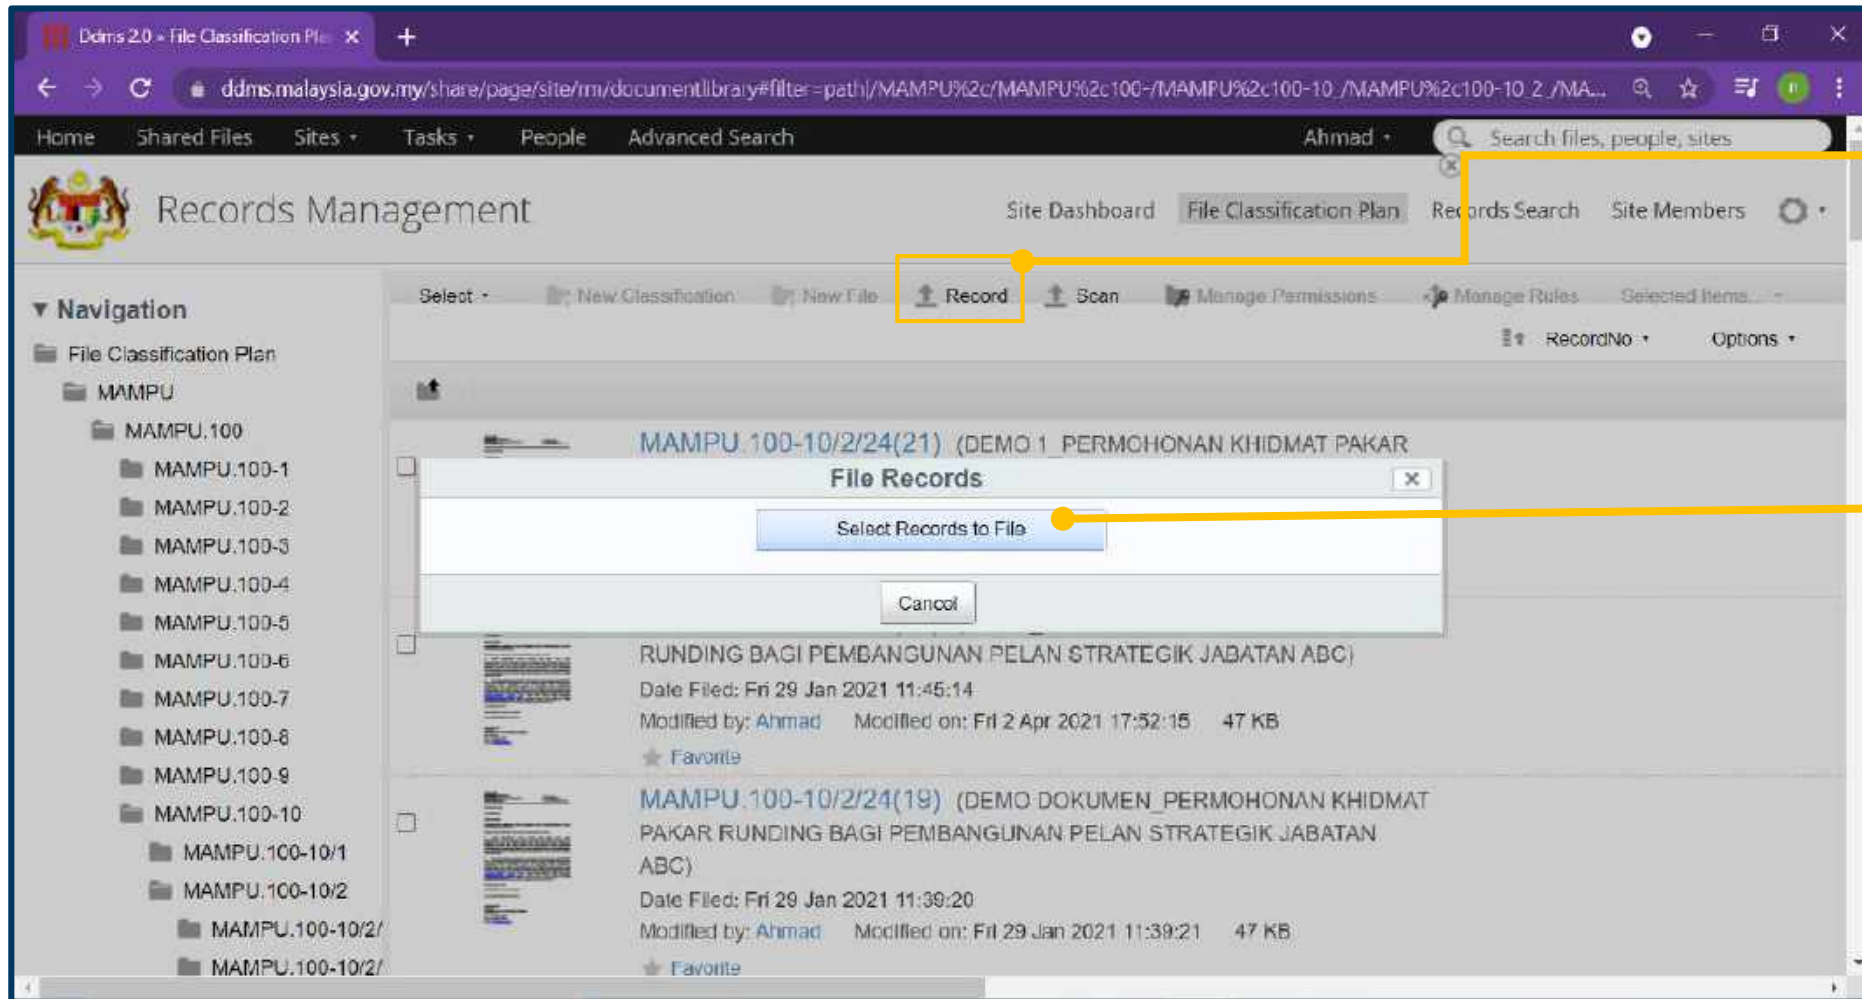 Ddms 2.0 » File Classification Pla
ddms.malaysia.gov.my/share/page/site/rm/documentlibrary#filter=path|/MAMPU%2c/MAMPU%2c100-/MAMPU%2c100-10_/MAMPU%2c100-10_2_/MA...
Home Shared Files Sites Tasks People Advanced Search Ahmad Search files, people, sites
Records Management Site Dashboard File Classification Plan Records Search Site Members
Navigation
Select New Classification New File Record Scan Manage Permissions Manage Rules Selected Items...
RecordNo Options
File Classification Plan
MAMPU
MAMPU.100
MAMPU.100-1
MAMPU.100-2
MAMPU.100-3
MAMPU.100-4
MAMPU.100-5
MAMPU.100-6
MAMPU.100-7
MAMPU.100-8
MAMPU.100-9
MAMPU.100-10
MAMPU.100-10/1
MAMPU.100-10/2
MAMPU.100-10/2/
MAMPU.100-10/2/
MAMPU.100-10/2/24(21) (DEMO 1_PERMOHONAN KHIDMAT PAKAR
File Records
Select Records to File
Cancel
RUNDING BAGI PEMBANGUNAN PELAN STRATEGIK JABATAN ABC)
Date Filed: Fri 29 Jan 2021 11:45:14
Modified by: Ahmad Modified on: Fri 2 Apr 2021 17:52:15 47 KB
Favorite
MAMPU.100-10/2/24(19) (DEMO DOKUMEN_PERMOHONAN KHIDMAT
PAKAR RUNDING BAGI PEMBANGUNAN PELAN STRATEGIK JABATAN
ABC)
Date Filed: Fri 29 Jan 2021 11:39:20
Modified by: Ahmad Modified on: Fri 29 Jan 2021 11:39:21 47 KB
Favorite